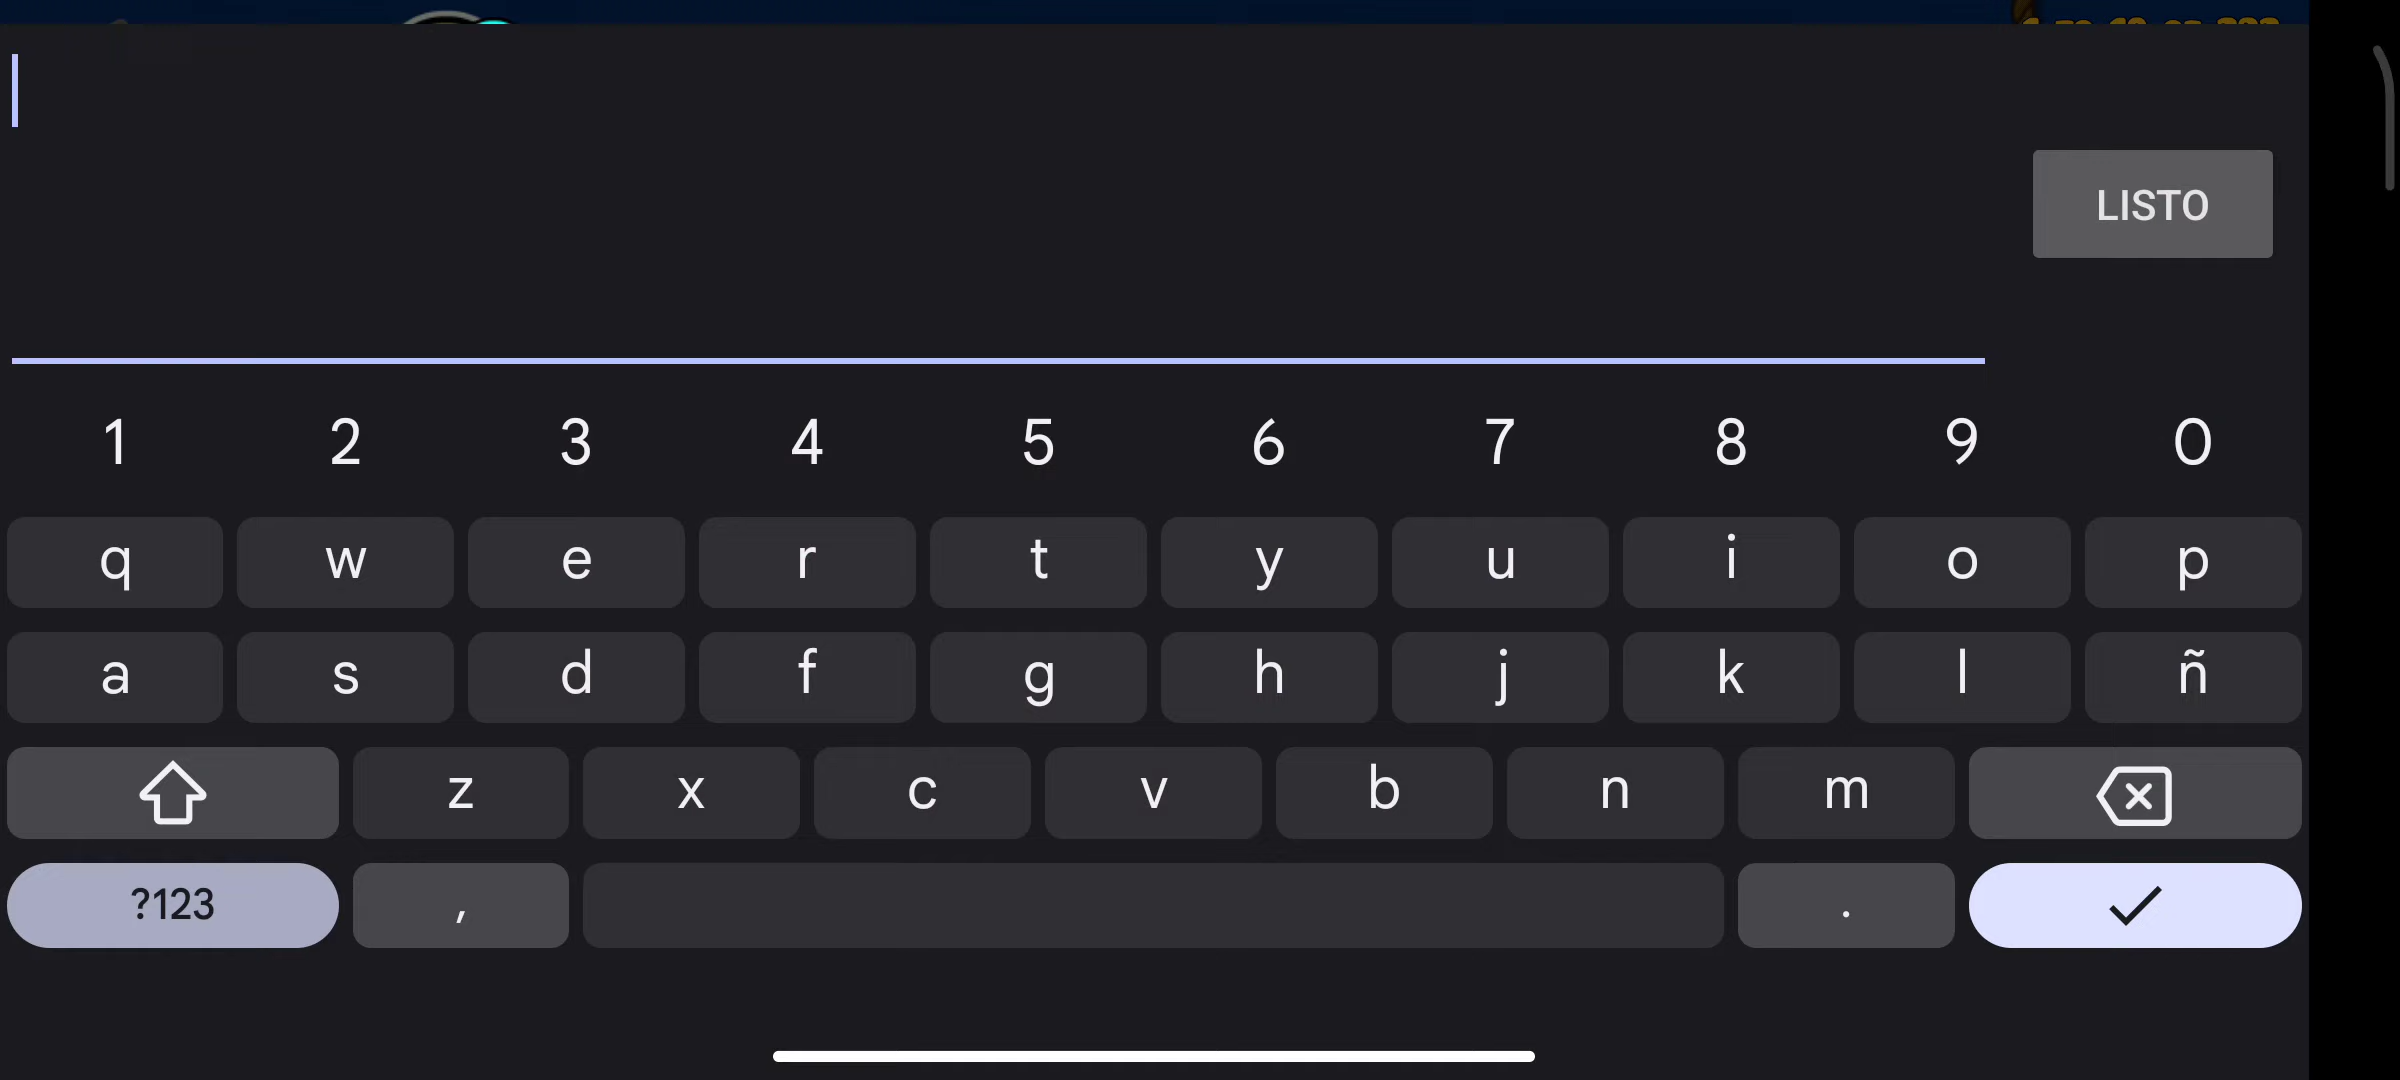 LISTO
1 2 3 4 5 6 7 8 9 0
q w e r t y u i o p
a s d f g h j k l ñ
z x c v b n m
?123 , .